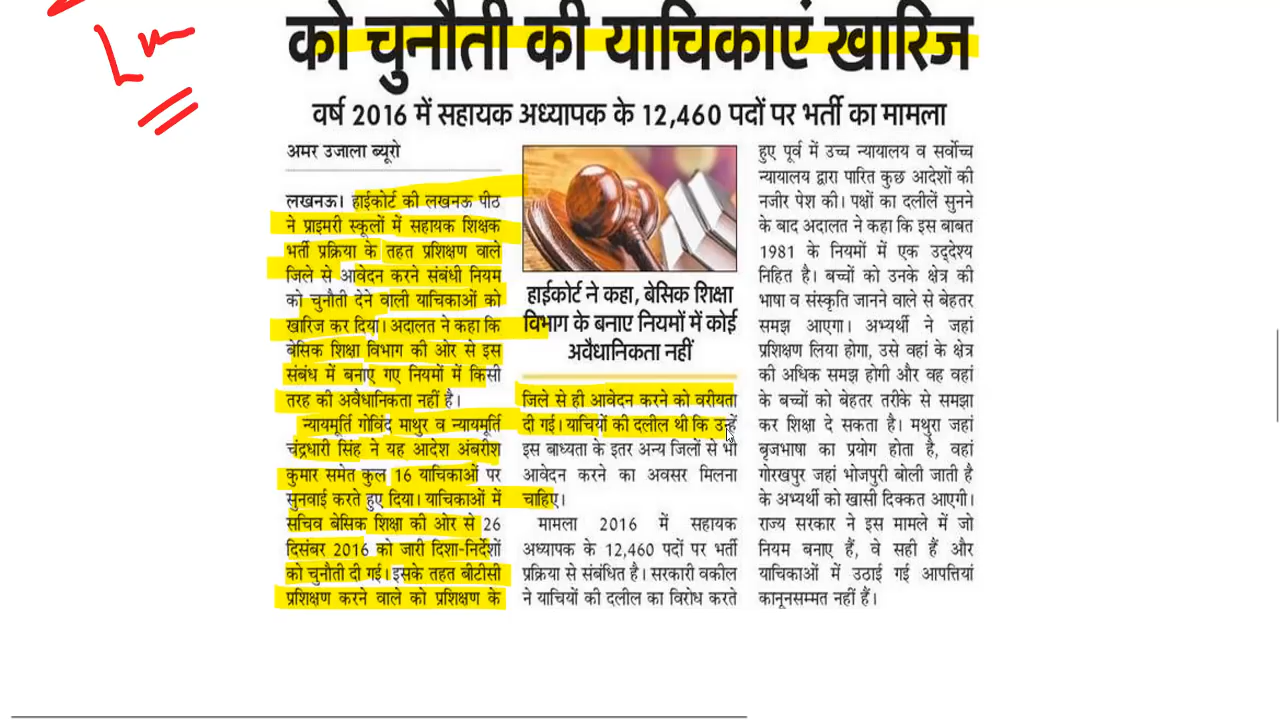 को चुनौती की याचिकाएं खारिज
वर्ष 2016 में सहायक अध्यापक के 12,460 पदों पर भर्ती का मामला
अमर उजाला ब्यूरो
लखनऊ। हाईकोर्ट की लखनऊ पीठ
ने प्राइमरी स्कूलों में सहायक शिक्षक
भर्ती प्रक्रिया के तहत प्रशिक्षण वाले
जिले से आवेदन करने संबंधी नियम
को चुनौती देने वाली याचिकाओं को
खारिज कर दिया। अदालत ने कहा कि
बेसिक शिक्षा विभाग की ओर से इस
संबंध में बनाए गए नियमों में किसी
तरह की अवैधानिकता नहीं है।
न्यायमूर्ति गोविंद माथुर व न्यायमूर्ति
चंद्रधारी सिंह ने यह आदेश अंबरीश
कुमार समेत कुल 16 याचिकाओं पर
सुनवाई करते हुए दिया। याचिकाओं में
सचिव बेसिक शिक्षा की ओर से 26
दिसंबर 2016 को जारी दिशा-निर्देशों
को चुनौती दी गई। इसके तहत बीटीसी
प्रशिक्षण करने वाले को प्रशिक्षण के
हाईकोर्ट ने कहा, बेसिक शिक्षा
विभाग के बनाए नियमों में कोई
अवैधानिकता नहीं
जिले से ही आवेदन करने को वरीयता
दी गई। याचियों की दलील थी कि उन्हें
इस बाध्यता के इतर अन्य जिलों से भी
आवेदन करने का अवसर मिलना
चाहिए।
मामला 2016 में सहायक
अध्यापक के 12,460 पदों पर भर्ती
प्रक्रिया से संबंधित है। सरकारी वकील
ने याचियों की दलील का विरोध करते
हुए पूर्व में उच्च न्यायालय व सर्वोच्च
न्यायालय द्वारा पारित कुछ आदेशों की
नजीर पेश की। पक्षों का दलीलें सुनने
के बाद अदालत ने कहा कि इस बाबत
1981 के नियमों में एक उद्देश्य
निहित है। बच्चों को उनके क्षेत्र की
भाषा व संस्कृति जानने वाले से बेहतर
समझ आएगा। अभ्यर्थी ने जहां
प्रशिक्षण लिया होगा, उसे वहां के क्षेत्र
की अधिक समझ होगी और वह वहां
के बच्चों को बेहतर तरीके से समझा
कर शिक्षा दे सकता है। मथुरा जहां
बृजभाषा का प्रयोग होता है, वहां
गोरखपुर जहां भोजपुरी बोली जाती है
के अभ्यर्थी को खासी दिक्कत आएगी।
राज्य सरकार ने इस मामले में जो
नियम बनाए हैं, वे सही हैं और
याचिकाओं में उठाई गई आपत्तियां
कानूनसम्मत नहीं हैं।